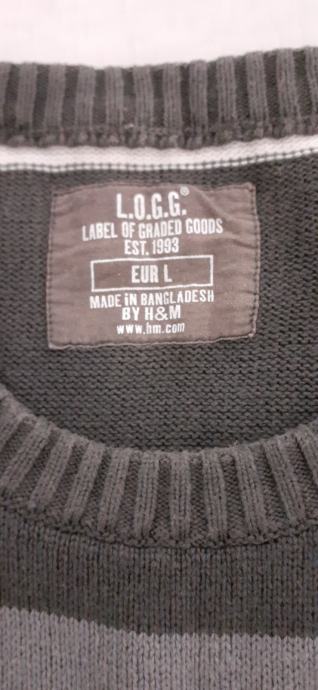 L.O.G.G.®
LABEL OF GRADED GOODS
EST. 1993
EUR L
MADE iN BANGLADESH
BY H&M
www.hm.com